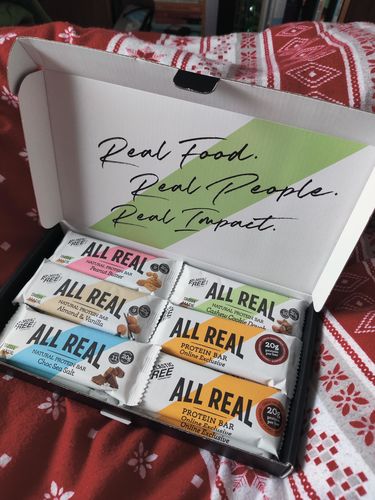 Real Food.
Real People.
Real Impact.
ALL REAL
NATURAL PROTEIN BAR
Peanut Butter
ALL REAL
NATURAL PROTEIN BAR
Cashew Cookie Dough
ALL REAL
NATURAL PROTEIN BAR
Almond & Vanilla
ALL REAL
PROTEIN BAR
Online Exclusive
20g
ALL REAL
NATURAL PROTEIN BAR
Choc Sea Salt
ALL REAL
PROTEIN BAR
Online Exclusive
20g